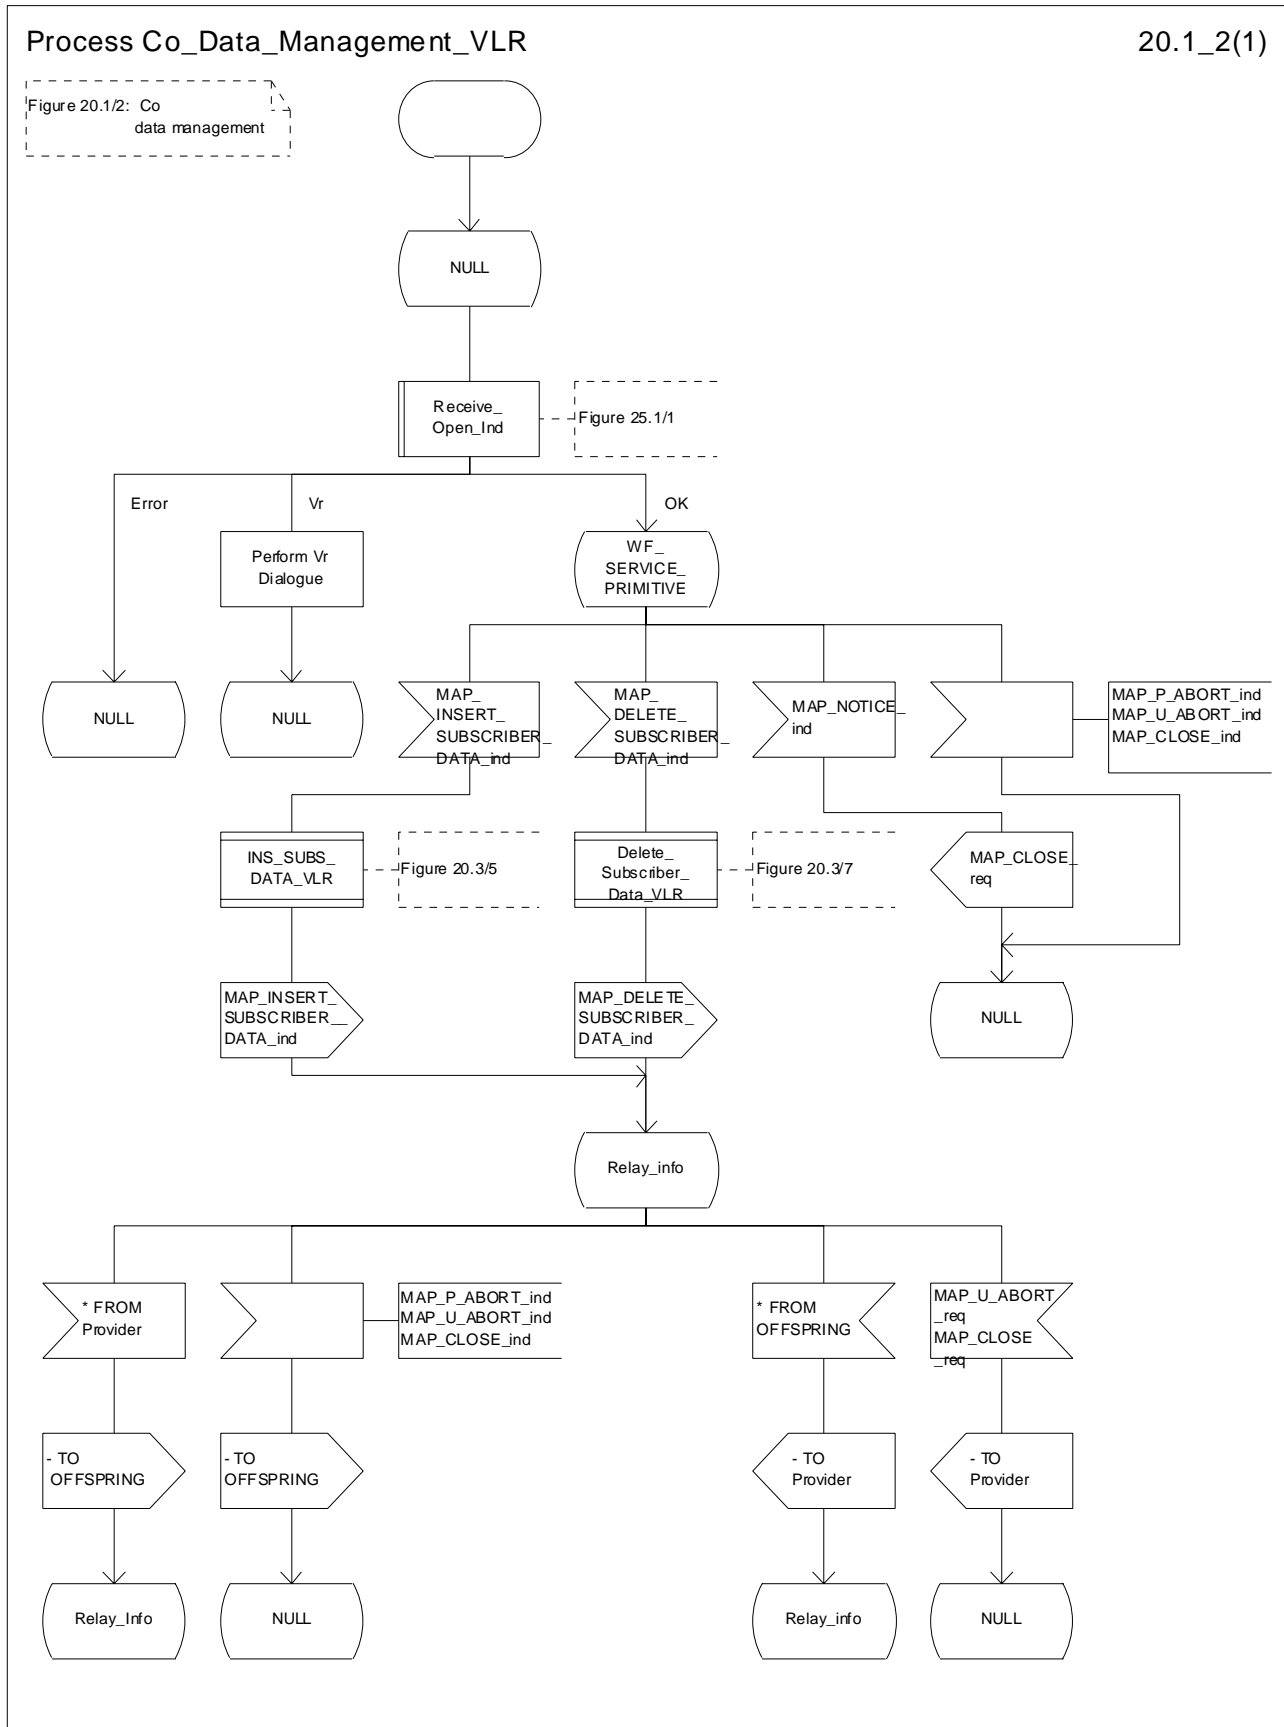 Process Co_Data_Management_VLR
20.1_2(1)
Figure 20.1/2: Co
data management
NULL
Receive_
Open_Ind
Figure 25.1/1
Error
Vr
OK
Perform Vr
Dialogue
WF_
SERVICE_
PRIMITIVE
NULL
NULL
MAP_
INSERT_
SUBSCRIBER_
DATA_ind
MAP_
DELETE_
SUBSCRIBER_
DATA_ind
MAP_NOTICE_
ind
MAP_P_ABORT_ind
MAP_U_ABORT_ind
MAP_CLOSE_ind
INS_SUBS_
DATA_VLR
Figure 20.3/5
Delete_
Subscriber_
Data_VLR
Figure 20.3/7
MAP_CLOSE_
req
MAP_INSERT_
SUBSCRIBER__
DATA_ind
MAP_DELETE_
SUBSCRIBER_
DATA_ind
NULL
Relay_info
* FROM
Provider
MAP_P_ABORT_ind
MAP_U_ABORT_ind
MAP_CLOSE_ind
* FROM
OFFSPRING
MAP_U_ABORT
_req
MAP_CLOSE
_req
- TO
OFFSPRING
- TO
OFFSPRING
- TO
Provider
- TO
Provider
Relay_Info
NULL
Relay_info
NULL